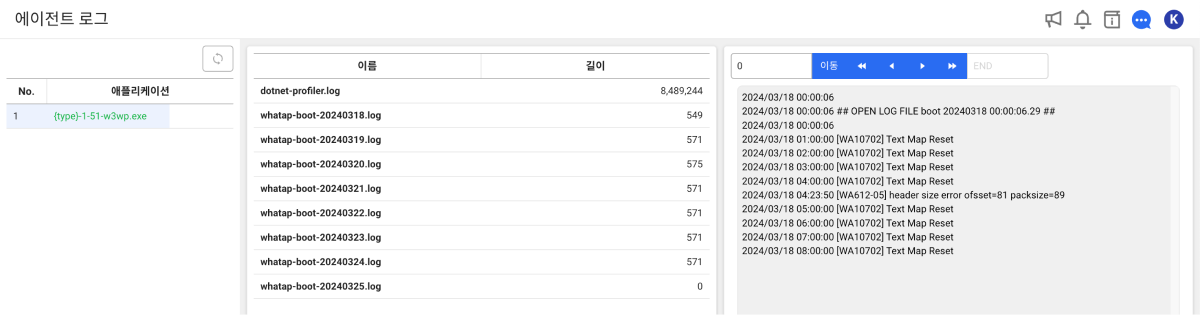 에이전트 로그
K
No. 애플리케이션
1 {type}-1-51-w3wp.exe
이름 길이
dotnet-profiler.log 8,489,244
whatap-boot-20240318.log 549
whatap-boot-20240319.log 571
whatap-boot-20240320.log 575
whatap-boot-20240321.log 571
whatap-boot-20240322.log 571
whatap-boot-20240323.log 571
whatap-boot-20240324.log 571
whatap-boot-20240325.log 0
0 이동 END
2024/03/18 00:00:06
2024/03/18 00:00:06 ## OPEN LOG FILE boot 20240318 00:00:06.29 ##
2024/03/18 00:00:06
2024/03/18 01:00:00 [WA10702] Text Map Reset
2024/03/18 02:00:00 [WA10702] Text Map Reset
2024/03/18 03:00:00 [WA10702] Text Map Reset
2024/03/18 04:00:00 [WA10702] Text Map Reset
2024/03/18 04:23:50 [WA612-05] header size error ofsset=81 packsize=89
2024/03/18 05:00:00 [WA10702] Text Map Reset
2024/03/18 06:00:00 [WA10702] Text Map Reset
2024/03/18 07:00:00 [WA10702] Text Map Reset
2024/03/18 08:00:00 [WA10702] Text Map Reset